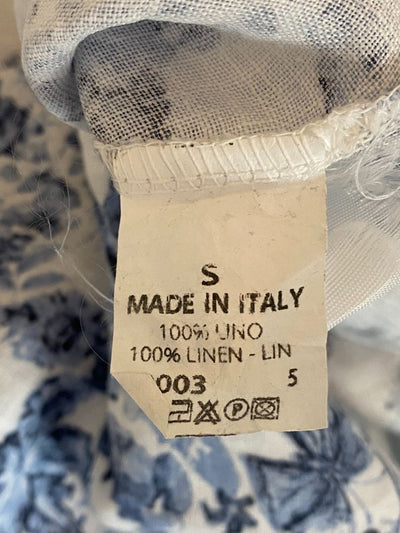 S
MADE IN ITALY
100% LINO
100% LINEN - LIN
003 5
P